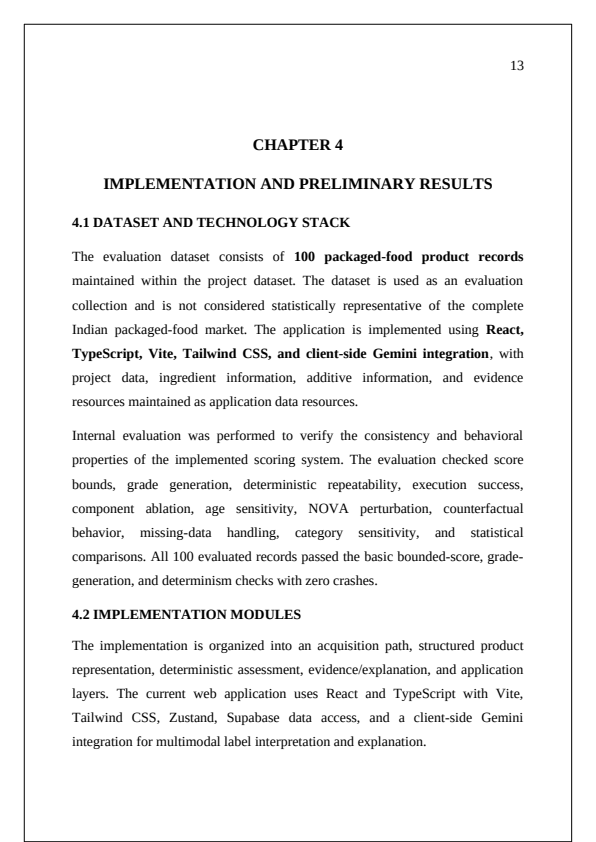 13
CHAPTER 4
IMPLEMENTATION AND PRELIMINARY RESULTS
4.1 DATASET AND TECHNOLOGY STACK
The evaluation dataset consists of 100 packaged-food product records
maintained within the project dataset. The dataset is used as an evaluation
collection and is not considered statistically representative of the complete
Indian packaged-food market. The application is implemented using React,
TypeScript, Vite, Tailwind CSS, and client-side Gemini integration, with
project data, ingredient information, additive information, and evidence
resources maintained as application data resources.
Internal evaluation was performed to verify the consistency and behavioral
properties of the implemented scoring system. The evaluation checked score
bounds, grade generation, deterministic repeatability, execution success,
component ablation, age sensitivity, NOVA perturbation, counterfactual
behavior, missing-data handling, category sensitivity, and statistical
comparisons. All 100 evaluated records passed the basic bounded-score, grade-
generation, and determinism checks with zero crashes.
4.2 IMPLEMENTATION MODULES
The implementation is organized into an acquisition path, structured product
representation, deterministic assessment, evidence/explanation, and application
layers. The current web application uses React and TypeScript with Vite,
Tailwind CSS, Zustand, Supabase data access, and a client-side Gemini
integration for multimodal label interpretation and explanation.